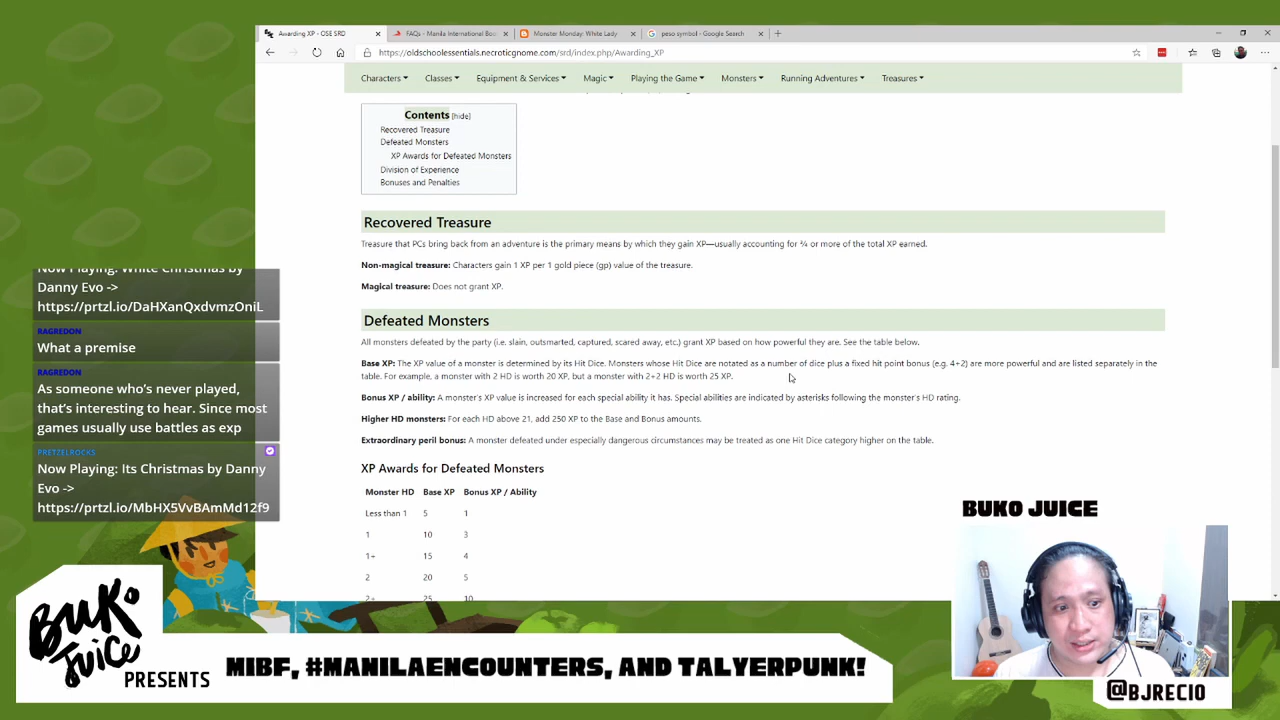 Awarding XP - OSE SRD
FAQs - Manila International Boo
Monster Monday: White Lady
peso symbol - Google Search
https://oldschoolessentials.necroticgnome.com/srd/index.php/Awarding_XP
Characters
Classes
Equipment & Services
Magic
Playing the Game
Monsters
Running Adventures
Treasures
Contents [hide]
Recovered Treasure
Defeated Monsters
XP Awards for Defeated Monsters
Division of Experience
Bonuses and Penalties
Recovered Treasure
Treasure that PCs bring back from an adventure is the primary means by which they gain XP—usually accounting for ¾ or more of the total XP earned.
Non-magical treasure: Characters gain 1 XP per 1 gold piece (gp) value of the treasure.
Magical treasure: Does not grant XP.
Defeated Monsters
All monsters defeated by the party (i.e. slain, outsmarted, captured, scared away, etc.) grant XP based on how powerful they are. See the table below.
Base XP: The XP value of a monster is determined by its Hit Dice. Monsters whose Hit Dice are notated as a number of dice plus a fixed hit point bonus (e.g. 4+2) are more powerful and are listed separately in the
table. For example, a monster with 2 HD is worth 20 XP, but a monster with 2+2 HD is worth 25 XP.
Bonus XP / ability: A monster's XP value is increased for each special ability it has. Special abilities are indicated by asterisks following the monster's HD rating.
Higher HD monsters: For each HD above 21, add 250 XP to the Base and Bonus amounts.
Extraordinary peril bonus: A monster defeated under especially dangerous circumstances may be treated as one Hit Dice category higher on the table.
XP Awards for Defeated Monsters
Monster HD Base XP Bonus XP / Ability
Less than 1 5 1
1 10 3
1+ 15 4
2 20 5
2+ 25 10
Now Playing: White Christmas by
Danny Evo ->
https://prtzl.io/DaHXanQxdvmzOniL
RAGREDON
What a premise
RAGREDON
As someone who's never played,
that's interesting to hear. Since most
games usually use battles as exp
PRETZELROCKS
Now Playing: Its Christmas by Danny
Evo ->
https://prtzl.io/MbHX5VvBAmMd12f9
BUKO JUICE
BUKO
JUICE
PRESENTS
MIBF, #MANILAENCOUNTERS, AND TALYERPUNK!
@BJRECIO